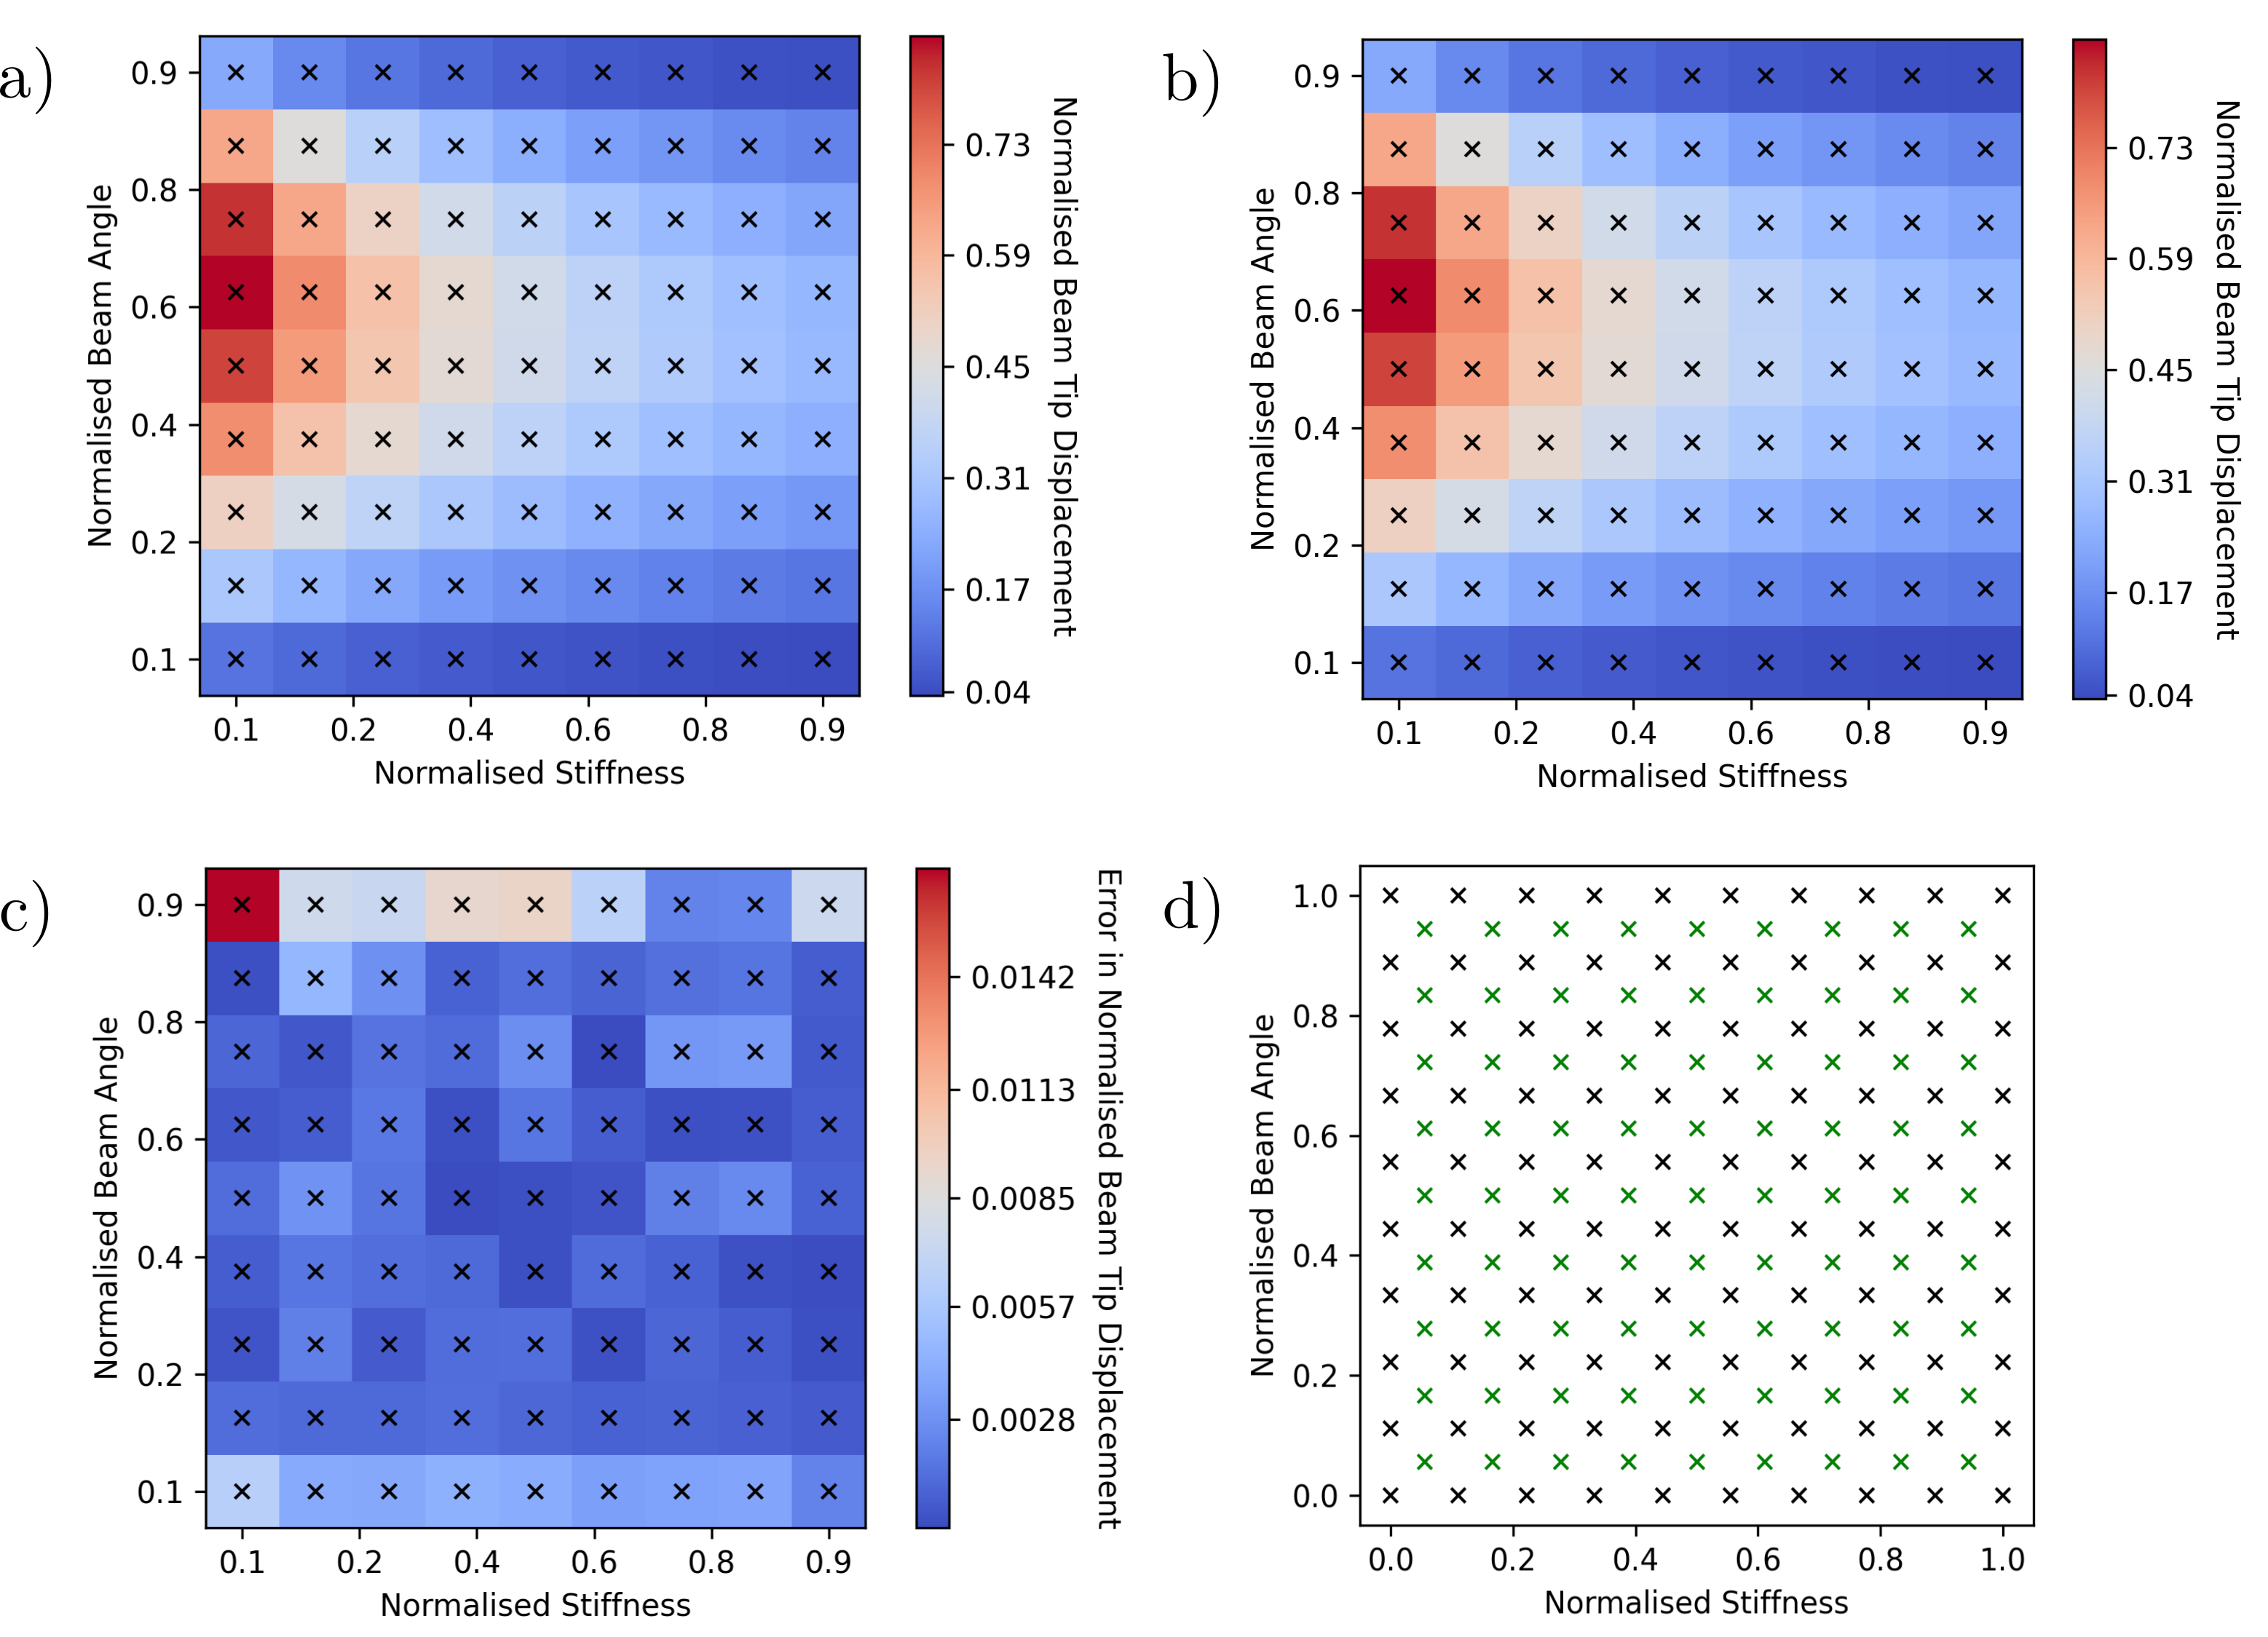 a)
0.9
0.8
0.6
0.4
0.2
0.1
Normalised Beam Angle
0.1 0.2 0.4 0.6 0.8 0.9
Normalised Stiffness
0.73
0.59
0.45
0.31
0.17
0.04
Normalised Beam Tip Displacement
b)
0.9
0.8
0.6
0.4
0.2
0.1
Normalised Beam Angle
0.1 0.2 0.4 0.6 0.8 0.9
Normalised Stiffness
0.73
0.59
0.45
0.31
0.17
0.04
Normalised Beam Tip Displacement
c)
0.9
0.8
0.6
0.4
0.2
0.1
Normalised Beam Angle
0.1 0.2 0.4 0.6 0.8 0.9
Normalised Stiffness
0.0142
0.0113
0.0085
0.0057
0.0028
Error in Normalised Beam Tip Displacement
d)
1.0
0.8
0.6
0.4
0.2
0.0
Normalised Beam Angle
0.0 0.2 0.4 0.6 0.8 1.0
Normalised Stiffness